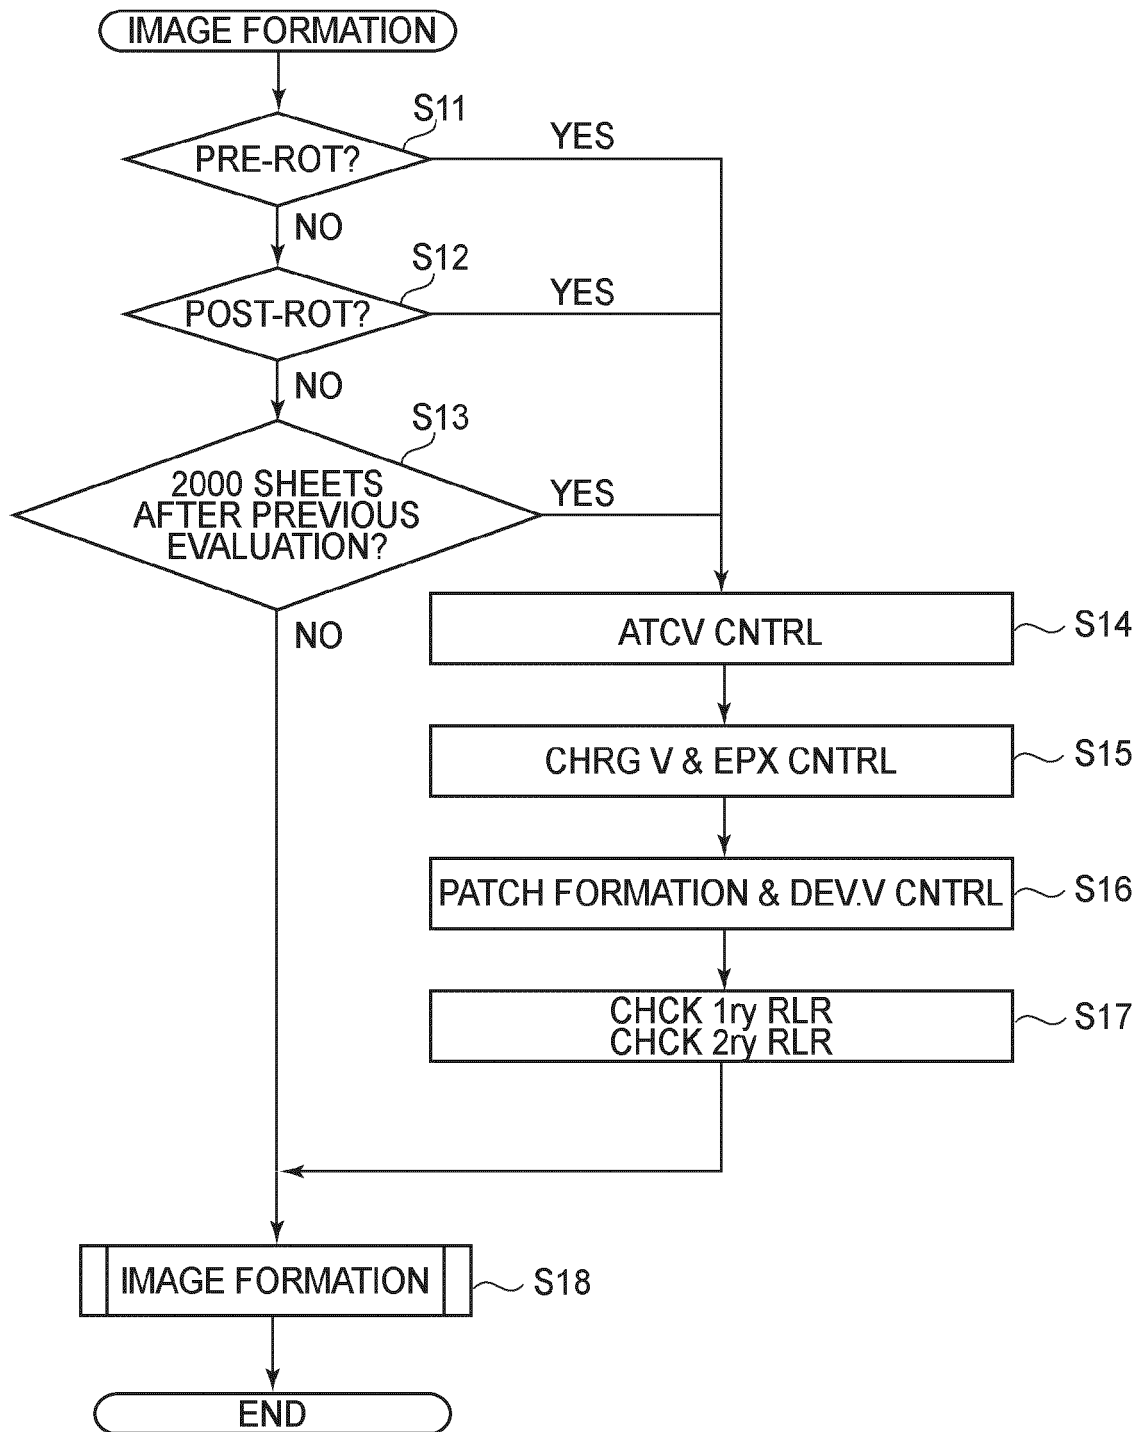 IMAGE FORMATION
S11
PRE-ROT?
YES
NO
S12
POST-ROT?
YES
NO
S13
2000 SHEETS
AFTER PREVIOUS
EVALUATION?
YES
NO
ATCV CNTRL
S14
CHRG V & EPX CNTRL
S15
PATCH FORMATION & DEV.V CNTRL
S16
CHCK 1ry RLR
CHCK 2ry RLR
S17
IMAGE FORMATION
S18
END